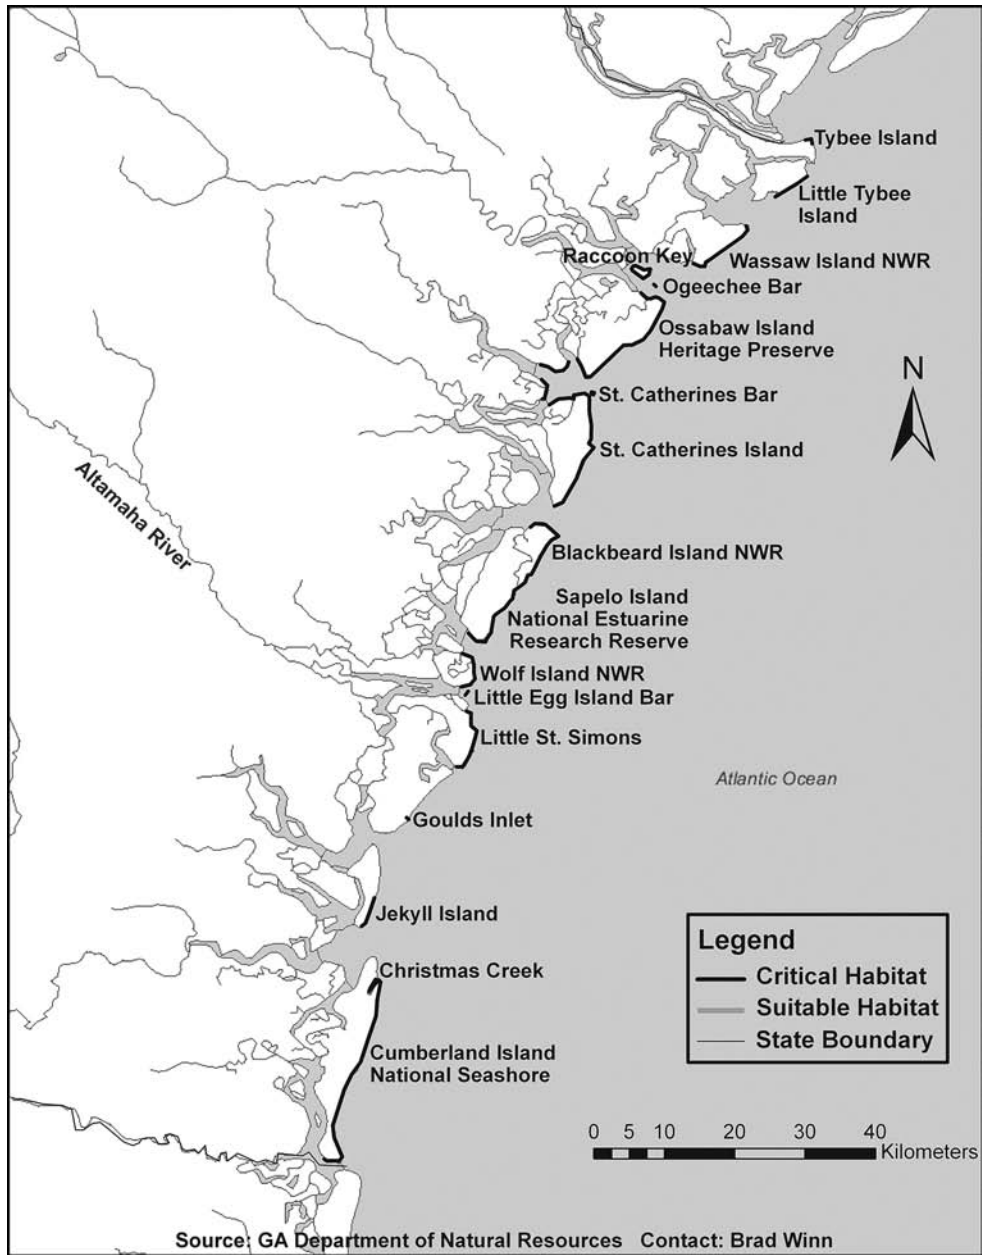 Tybee Island
Little Tybee
Island
Raccoon Key
Wassaw Island NWR
Ogeechee Bar
Ossabaw Island
Heritage Preserve
N
St. Catherines Bar
St. Catherines Island
Altamaha River
Blackbeard Island NWR
Sapelo Island
National Estuarine
Research Reserve
Wolf Island NWR
Little Egg Island Bar
Little St. Simons
Atlantic Ocean
Goulds Inlet
Jekyll Island
Christmas Creek
Cumberland Island
National Seashore
Legend
Critical Habitat
Suitable Habitat
State Boundary
0 5 10 20 30 40
Kilometers
Source: GA Department of Natural Resources Contact: Brad Winn